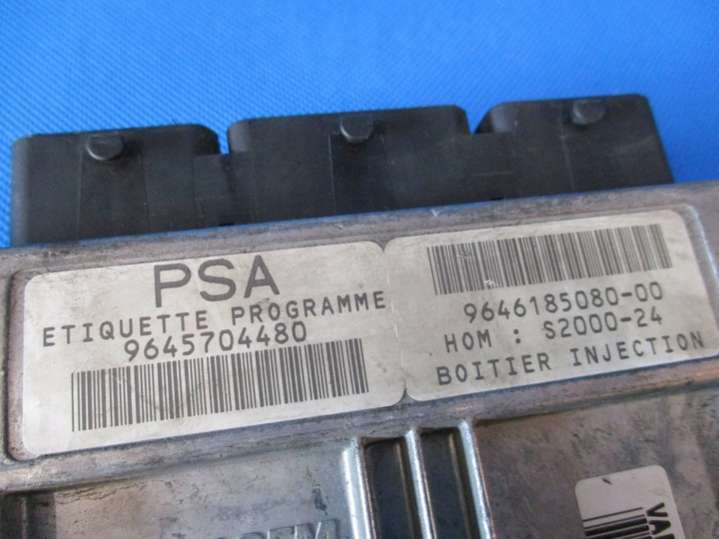 PSA
ETIQUETTE PROGRAMME
9645704480
9646185080-00
HOM : S2000-24
BOITIER INJECTION